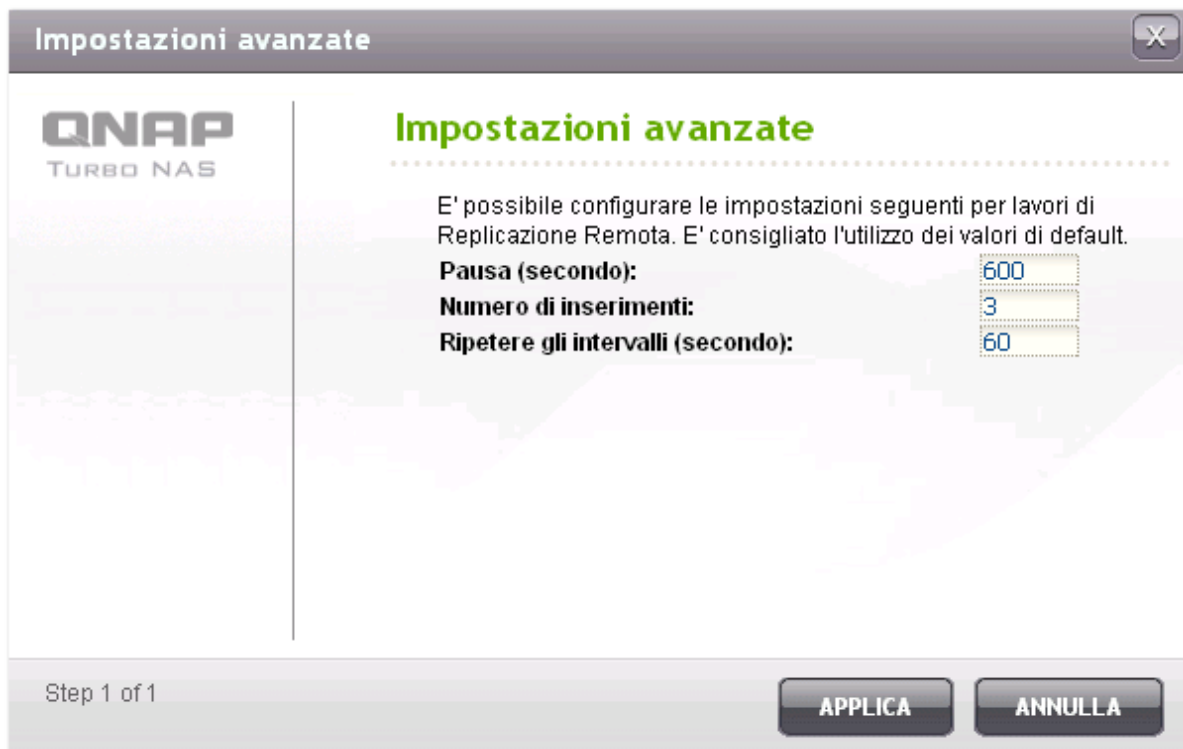 Impostazioni avanzate
X
QNAP
TURBO NAS
Impostazioni avanzate
E' possibile configurare le impostazioni seguenti per lavori di
Replicazione Remota. E' consigliato l'utilizzo dei valori di default.
Pausa (secondo): 600
Numero di inserimenti: 3
Ripetere gli intervalli (secondo): 60
Step 1 of 1
APPLICA
ANNULLA